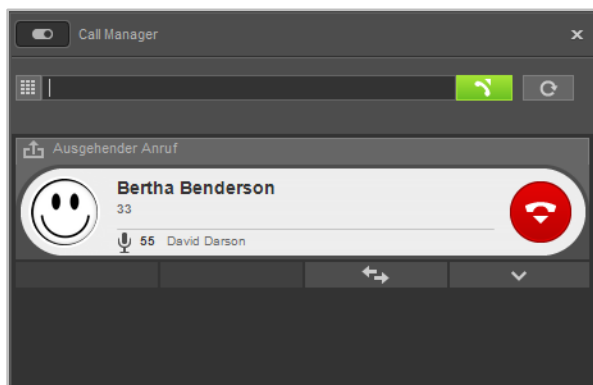 Call Manager
Ausgehender Anruf
Bertha Benderson
33
55 David Darson